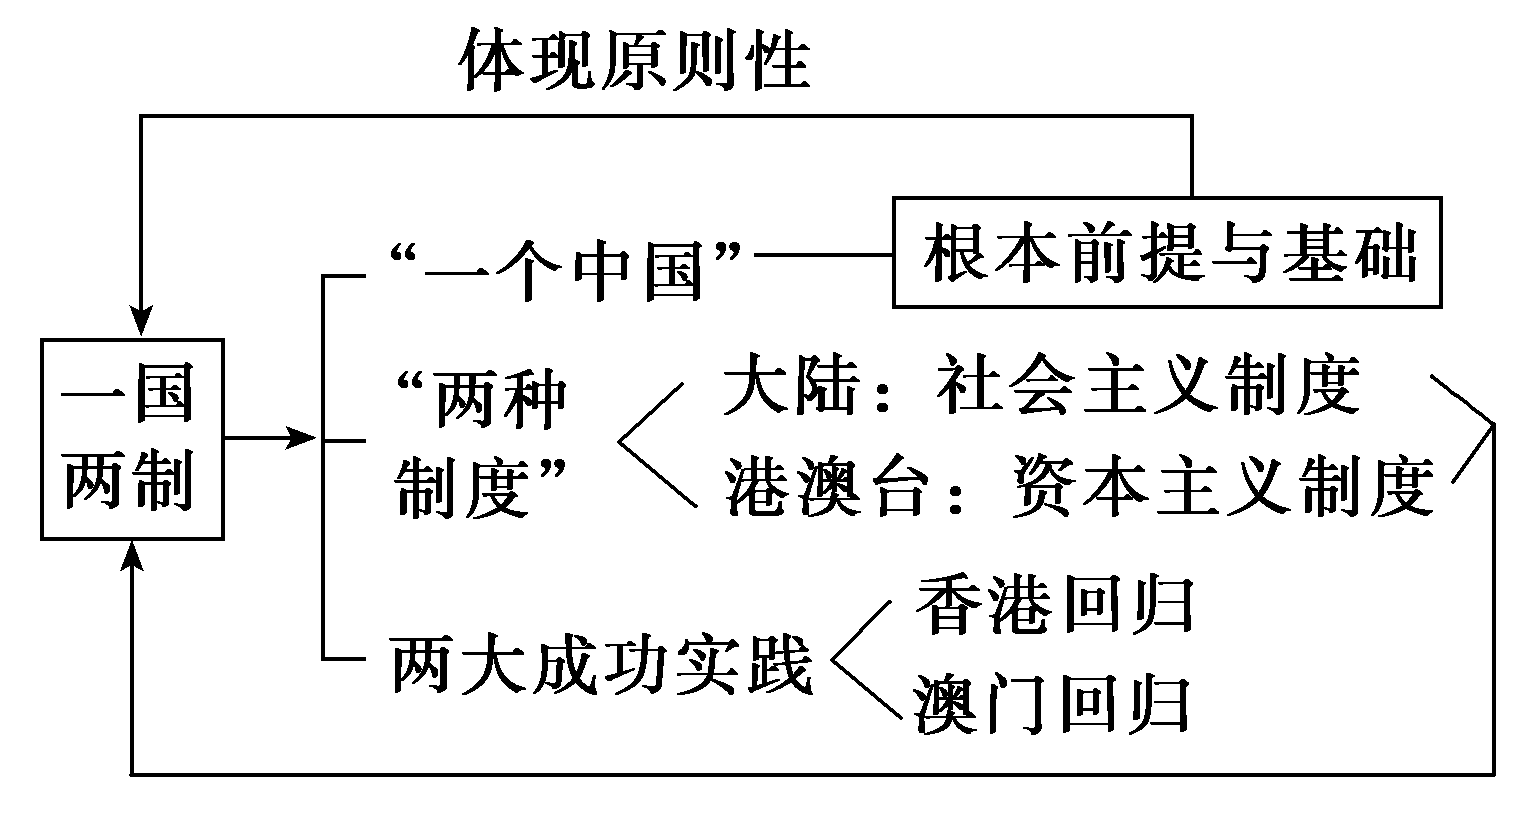 体现原则性
“一个中国”
根本前提与基础
一国
两制
“两种
制度”
大陆：社会主义制度
港澳台：资本主义制度
两大成功实践
香港回归
澳门回归